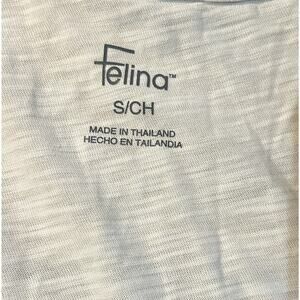 Felina™
S/CH
MADE IN THAILAND
HECHO EN TAILANDIA